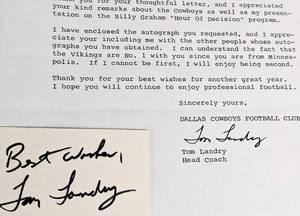 you for your thoughtful letter, and I appreciated
your kind remarks about the Cowboys as well as my presen-
tation on the Billy Graham "Hour of Decision" program.
I have enclosed the autograph you requested, and I appre-
ciate your including me with the other people whose auto-
graphs you have obtained. I can understand the fact that
the Vikings are No. 1 with you since you are from Minnea-
polis. If I cannot be first, I will enjoy being second.
Thank you for your best wishes for another great year.
I hope you will continue to enjoy professional football.
Sincerely yours,
DALLAS COWBOYS FOOTBALL CLUB
Tom Landry
Tom Landry
Head Coach
Best Wishes,
Tom Landry